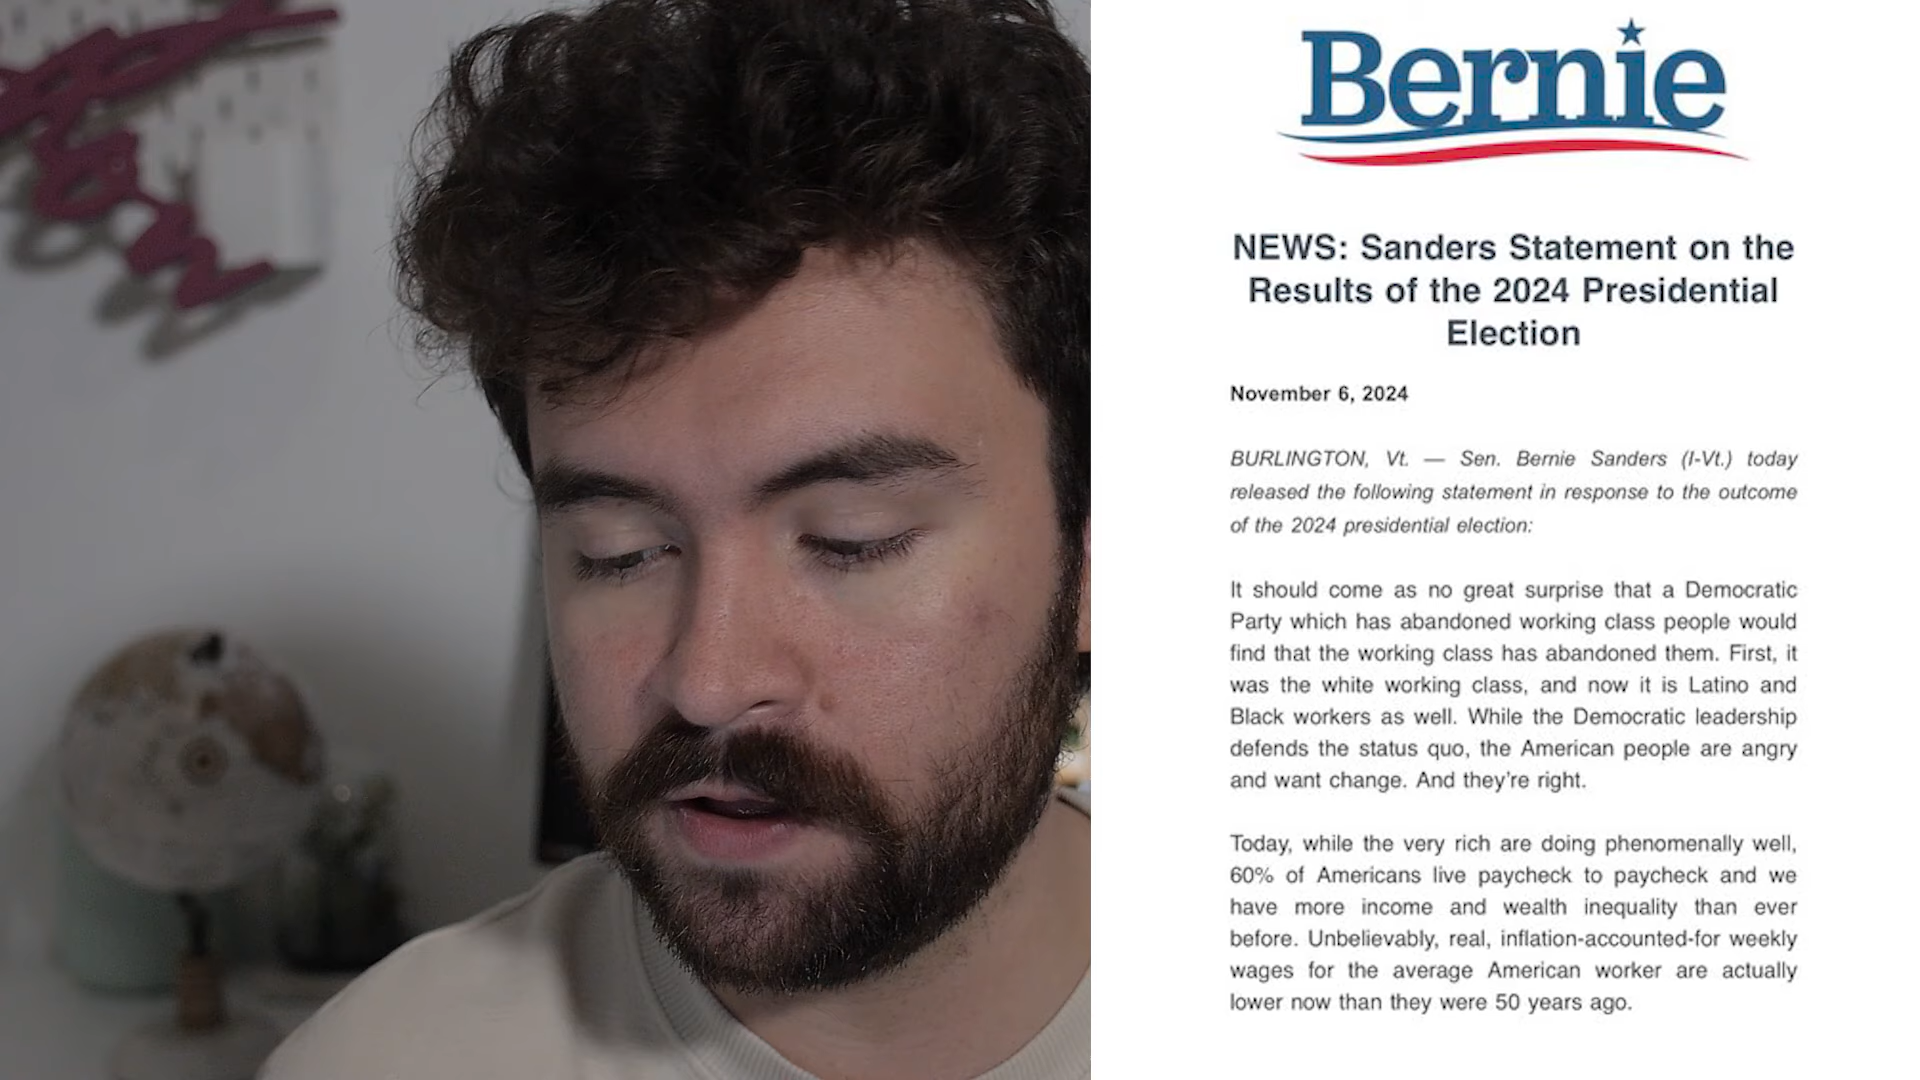 Bernie
NEWS: Sanders Statement on the
Results of the 2024 Presidential
Election
November 6, 2024
BURLINGTON, Vt. — Sen. Bernie Sanders (I-Vt.) today
released the following statement in response to the outcome
of the 2024 presidential election:
It should come as no great surprise that a Democratic
Party which has abandoned working class people would
find that the working class has abandoned them. First, it
was the white working class, and now it is Latino and
Black workers as well. While the Democratic leadership
defends the status quo, the American people are angry
and want change. And they're right.
Today, while the very rich are doing phenomenally well,
60% of Americans live paycheck to paycheck and we
have more income and wealth inequality than ever
before. Unbelievably, real, inflation-accounted-for weekly
wages for the average American worker are actually
lower now than they were 50 years ago.